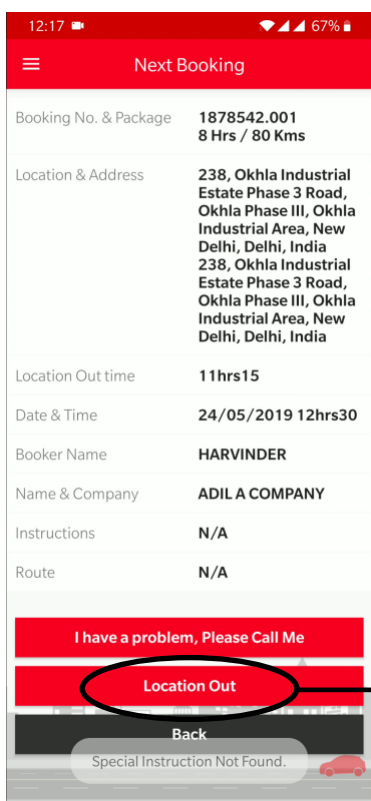 12:17 67%
Next Booking
Booking No. & Package 1878542.001
8 Hrs / 80 Kms
Location & Address 238, Okhla Industrial
Estate Phase 3 Road,
Okhla Phase III, Okhla
Industrial Area, New
Delhi, Delhi, India
238, Okhla Industrial
Estate Phase 3 Road,
Okhla Phase III, Okhla
Industrial Area, New
Delhi, Delhi, India
Location Out time 11hrs15
Date & Time 24/05/2019 12hrs30
Booker Name HARVINDER
Name & Company ADIL A COMPANY
Instructions N/A
Route N/A
I have a problem, Please Call Me
Location Out
Back
Special Instruction Not Found.